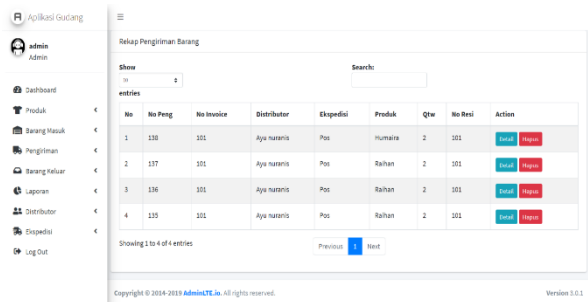 Aplikasi Gudang
admin
Admin
Dashboard
Produk
Barang Masuk
Pengiriman
Barang Keluar
Laporan
Distributor
Ekspedisi
Log Out
Rekap Pengiriman Barang
Show
10
entries
Search:
No No Peng No Invoice Distributor Ekspedisi Produk Qtw No Resi Action
1 138 101 Ayu nuranis Pos Humaira 2 101 Detail Hapus
2 137 101 Ayu nuranis Pos Raihan 2 101 Detail Hapus
3 136 101 Ayu nuranis Pos Raihan 2 101 Detail Hapus
4 135 101 Ayu nuranis Pos Raihan 2 101 Detail Hapus
Showing 1 to 4 of 4 entries
Previous 1 Next
Copyright © 2014-2019 AdminLTE.io. All rights reserved.
Version 3.0.1